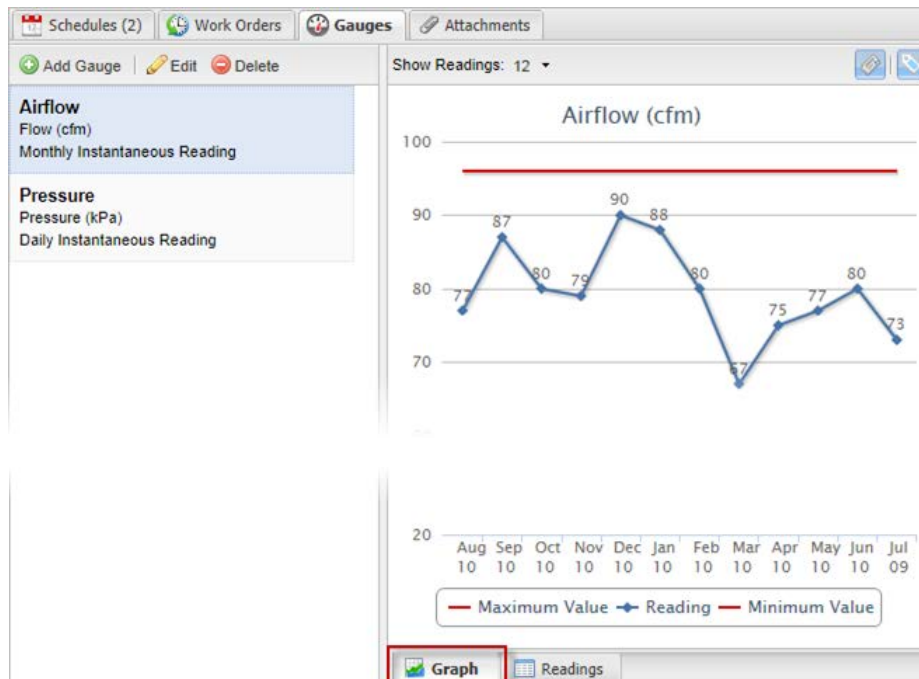 Schedules (2) Work Orders Gauges Attachments
Add Gauge Edit Delete
Show Readings: 12
Airflow
Flow (cfm)
Monthly Instantaneous Reading
Pressure
Pressure (kPa)
Daily Instantaneous Reading
Airflow (cfm)
100
90
80
70
20
77 87 80 79 90 88 80 67 75 77 80 73
Aug Sep Oct Nov Dec Jan Feb Mar Apr May Jun Jul
10 10 10 10 10 10 10 10 10 10 10 09
Maximum Value Reading Minimum Value
Graph Readings